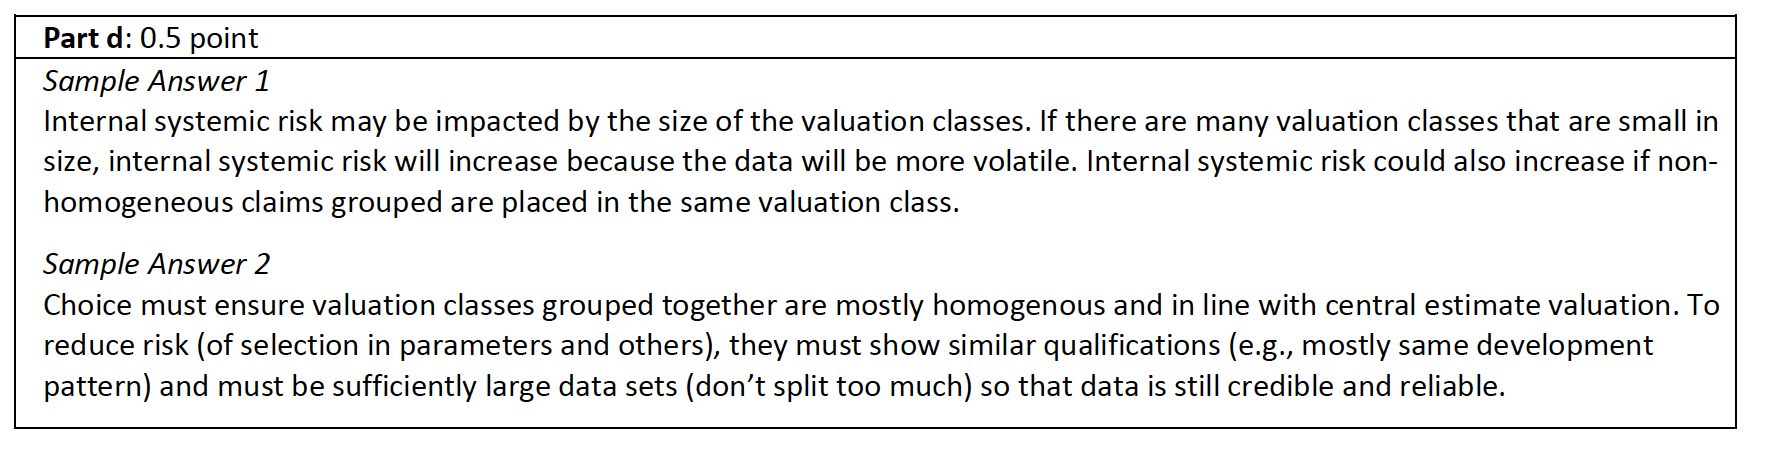 Part d: 0.5 point
Sample Answer 1
Internal systemic risk may be impacted by the size of the valuation classes. If there are many valuation classes that are small in
size, internal systemic risk will increase because the data will be more volatile. Internal systemic risk could also increase if non-
homogeneous claims grouped are placed in the same valuation class.
Sample Answer 2
Choice must ensure valuation classes grouped together are mostly homogenous and in line with central estimate valuation. To
reduce risk (of selection in parameters and others), they must show similar qualifications (e.g., mostly same development
pattern) and must be sufficiently large data sets (don’t split too much) so that data is still credible and reliable.